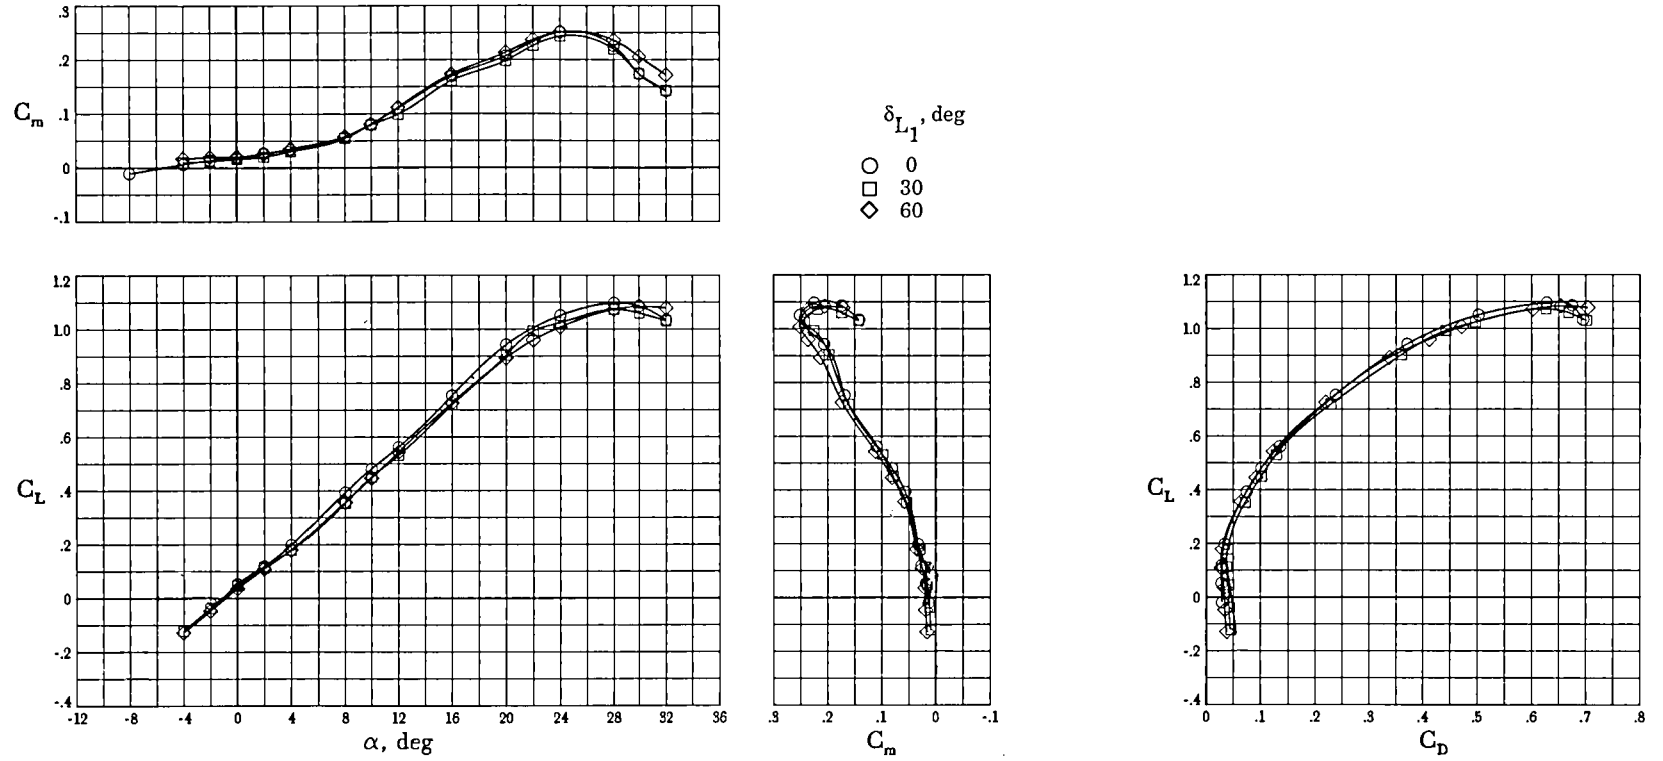 .3
.2
C_m .1
0
-.1
δ_L1, deg
○ 0
□ 30
◇ 60
1.2
1.0
.8
.6
C_L .4
.2
0
-.2
-.4
-12 -8 -4 0 4 8 12 16 20 24 28 32 36
α, deg
.3 .2 .1 0 -.1
C_m
1.2
1.0
.8
.6
C_L .4
.2
0
-.2
-.4
0 .1 .2 .3 .4 .5 .6 .7 .8
C_D